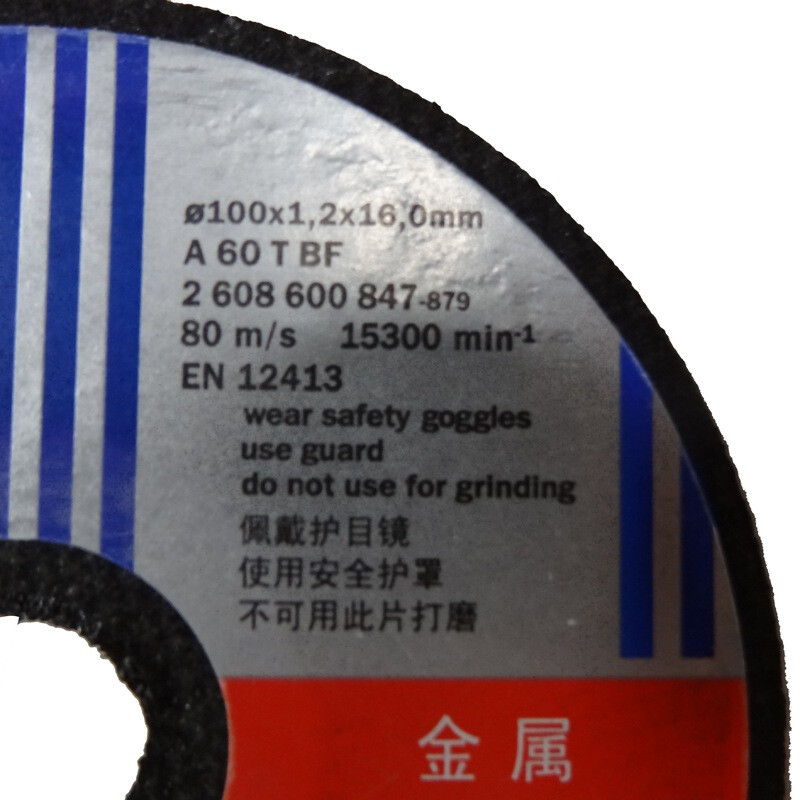 ø100x1,2x16,0mm
A 60 T BF
2 608 600 847-879
80 m/s 15300 min-1
EN 12413
wear safety goggles
use guard
do not use for grinding
佩戴护目镜
使用安全护罩
不可用此片打磨
金属